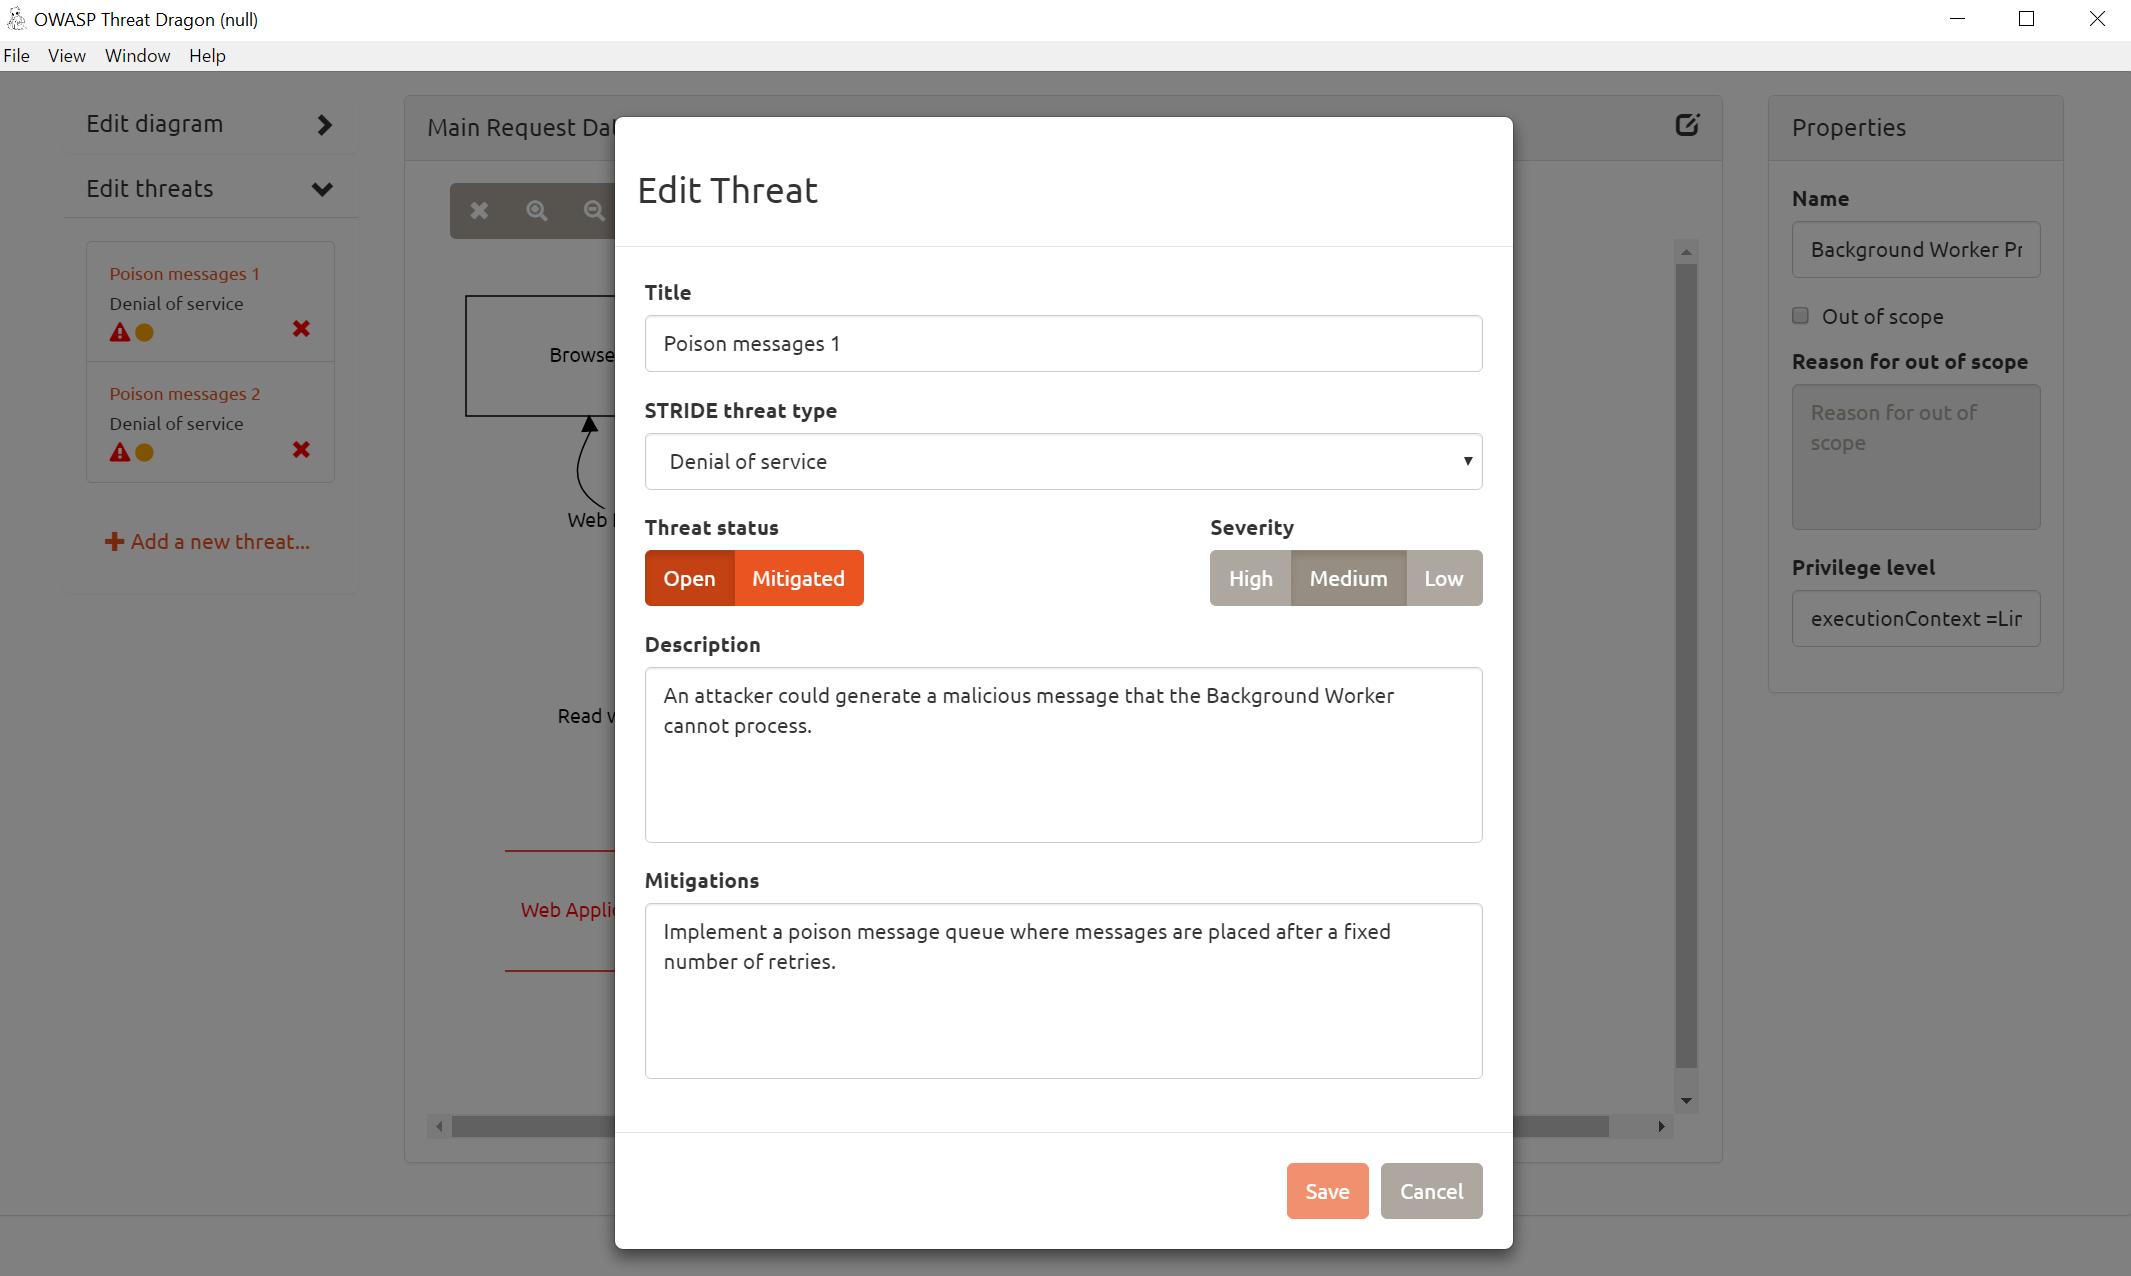 OWASP Threat Dragon (null)
File View Window Help
Edit diagram
Edit threats
Poison messages 1
Denial of service
Poison messages 2
Denial of service
Add a new threat...
Main Request Dat
Browse
Web
Read
Web Applic
Edit Threat
Title
Poison messages 1
STRIDE threat type
Denial of service
Threat status
Open Mitigated
Severity
High Medium Low
Description
An attacker could generate a malicious message that the Background Worker
cannot process.
Mitigations
Implement a poison message queue where messages are placed after a fixed
number of retries.
Save Cancel
Properties
Name
Background Worker Pr
Out of scope
Reason for out of scope
Reason for out of
scope
Privilege level
executionContext =Lir